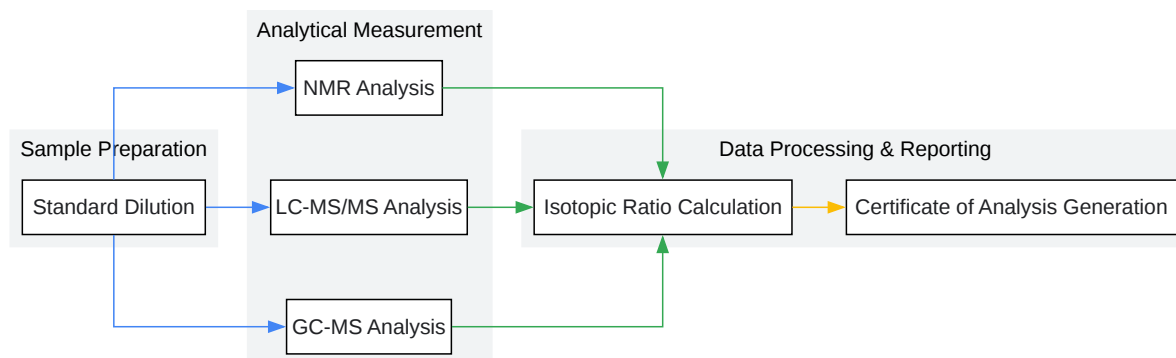 Analytical Measurement
NMR Analysis
Sample Preparation
Data Processing & Reporting
Standard Dilution
LC-MS/MS Analysis
Isotopic Ratio Calculation
Certificate of Analysis Generation
GC-MS Analysis